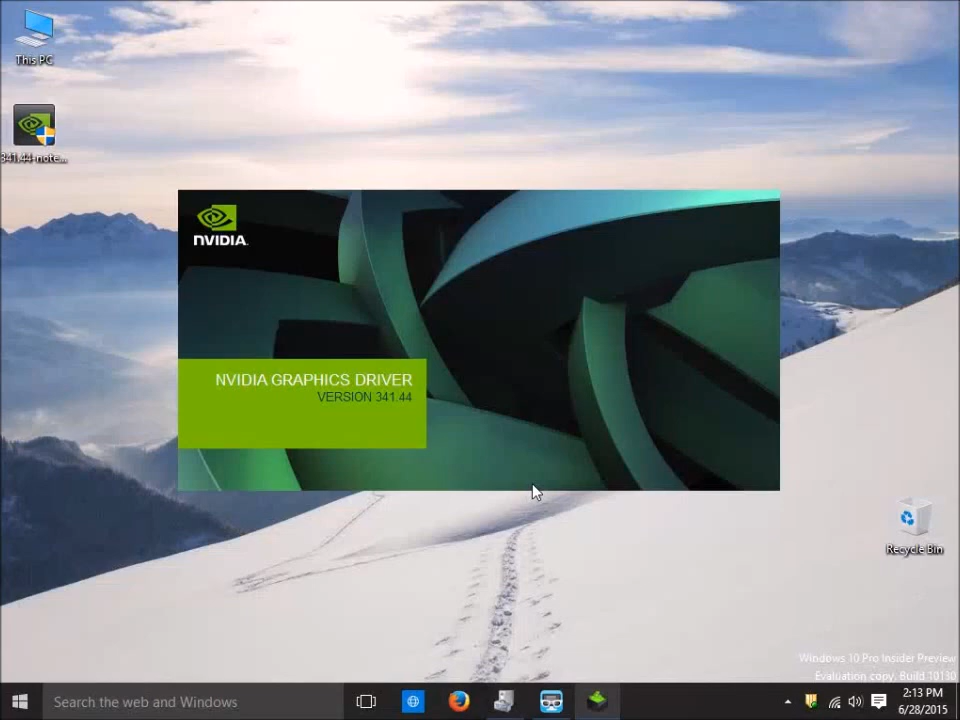 This PC
341.44-note...
NVIDIA.
NVIDIA GRAPHICS DRIVER
VERSION 341.44
Recycle Bin
Windows 10 Pro Insider Preview
Evaluation copy. Build 10130
Search the web and Windows
2:13 PM
6/28/2015